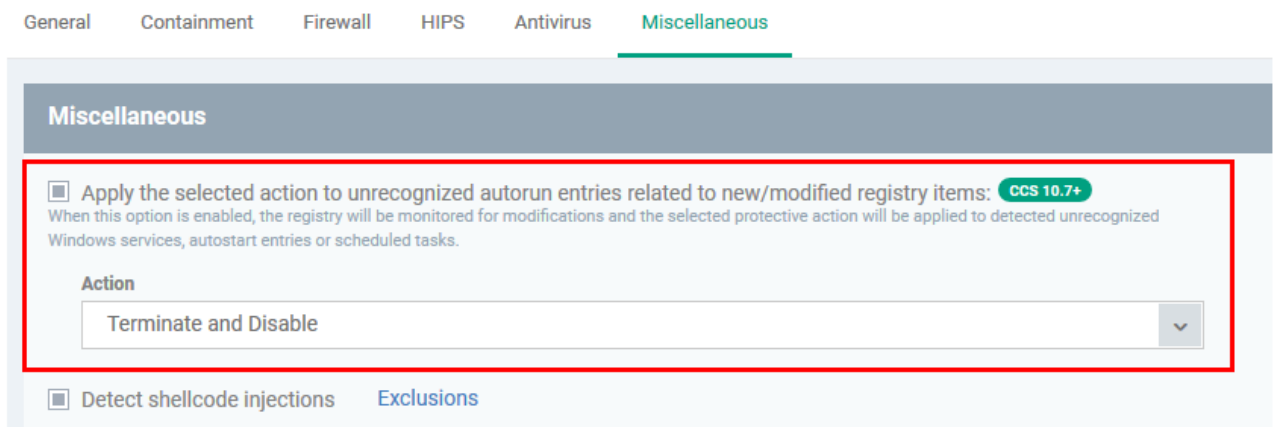 General Containment Firewall HIPS Antivirus Miscellaneous
Miscellaneous
Apply the selected action to unrecognized autorun entries related to new/modified registry items: CCS 10.7+
When this option is enabled, the registry will be monitored for modifications and the selected protective action will be applied to detected unrecognized
Windows services, autostart entries or scheduled tasks.
Action
Terminate and Disable
Detect shellcode injections Exclusions